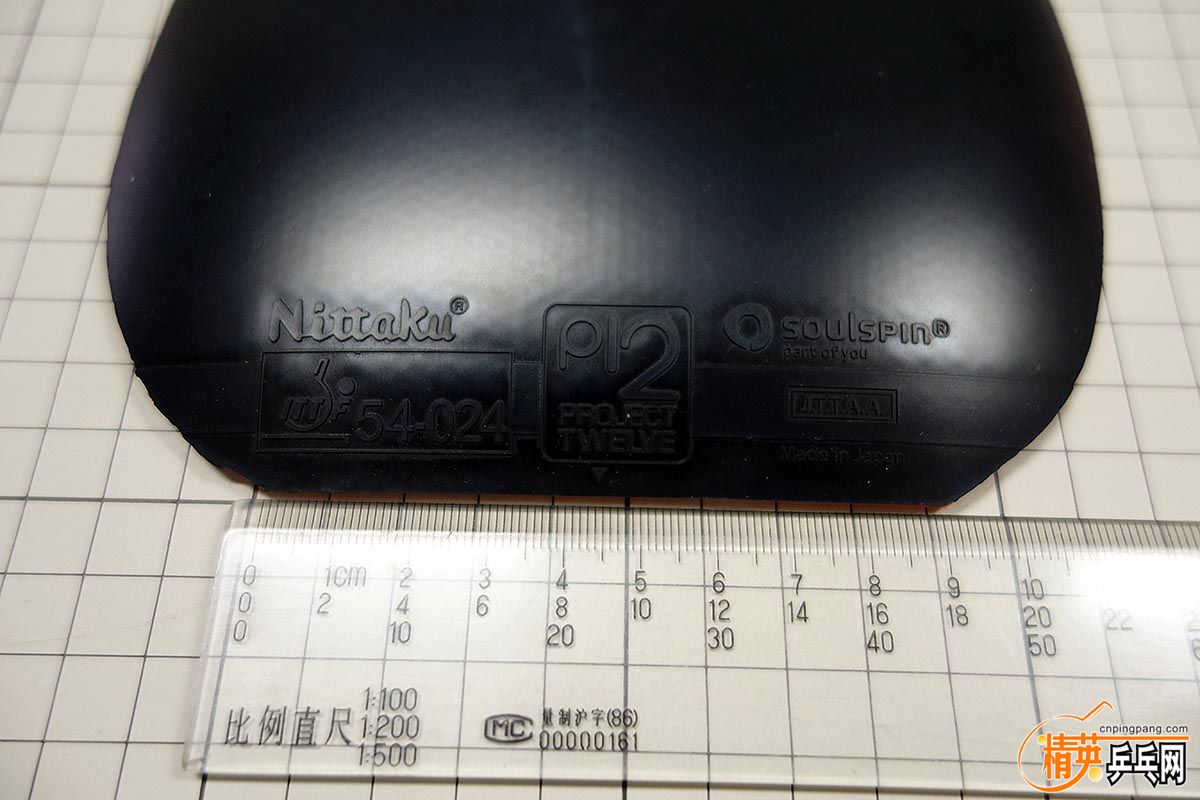 Nittaku®
ITTF 54-024
P12
PROJECT
TWELVE
soulspin®
part of you
J.T.T.A.A.
Made in Japan
0 1cm 2 3 4 5 6 7 8 9 10
0 2 4 6 8 10 12 14 16 18 20 22
0 10 20 30 40 50
比例直尺
1:100
1:200
1:500
MC
量制沪字(86)
00000161
cnpingpang.com
精英乒乓网